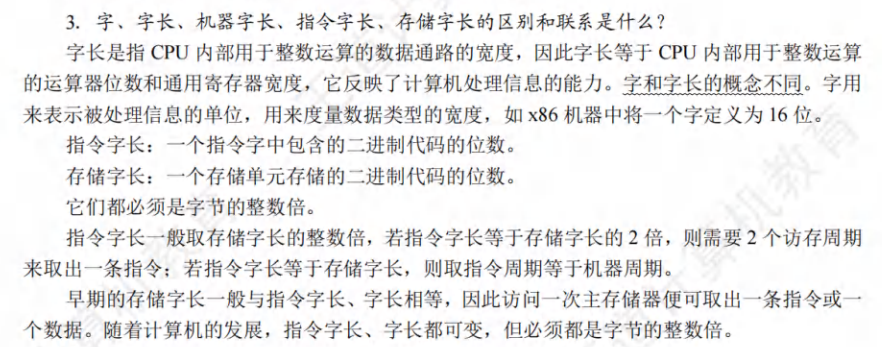 3. 字、字长、机器字长、指令字长、存储字长的区别和联系是什么？
字长是指 CPU 内部用于整数运算的数据通路的宽度，因此字长等于 CPU 内部用于整数运算
的运算器位数和通用寄存器宽度，它反映了计算机处理信息的能力。字和字长的概念不同。字用
来表示被处理信息的单位，用来度量数据类型的宽度，如 x86 机器中将一个字定义为 16 位。
指令字长：一个指令字中包含的二进制代码的位数。
存储字长：一个存储单元存储的二进制代码的位数。
它们都必须是字节的整数倍。
指令字长一般取存储字长的整数倍，若指令字长等于存储字长的 2 倍，则需要 2 个访存周期
来取出一条指令；若指令字长等于存储字长，则取指令周期等于机器周期。
早期的存储字长一般与指令字长、字长相等，因此访问一次主存储器便可取出一条指令或一
个数据。随着计算机的发展，指令字长、字长都可变，但必须都是字节的整数倍。